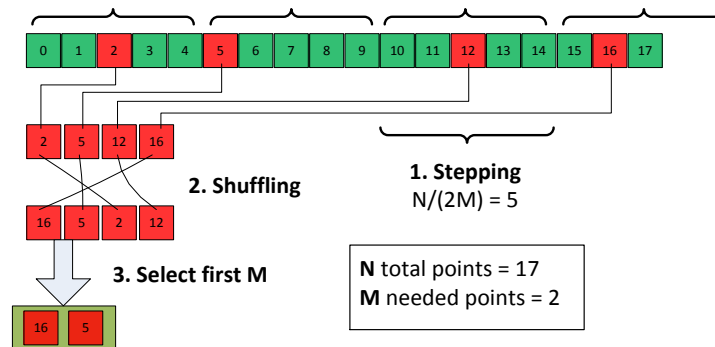 0 1 2 3 4 5 6 7 8 9 10 11 12 13 14 15 16 17
2 5 12 16
1. Stepping
N/(2M) = 5
2. Shuffling
16 5 2 12
3. Select first M
N total points = 17
M needed points = 2
16 5